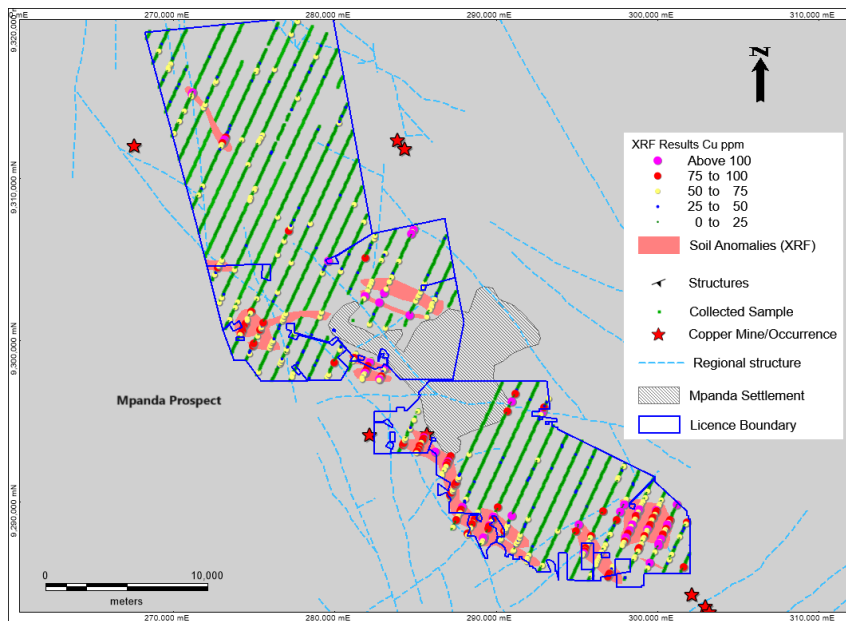 270.000 mE
280.000 mE
290.000 mE
300.000 mE
310.000 mE
9.320.000 mN
9.310.000 mN
9.300.000 mN
9.290.000 mN
N
XRF Results Cu ppm
Above 100
75 to 100
50 to 75
25 to 50
0 to 25
Soil Anomalies (XRF)
Structures
Collected Sample
Copper Mine/Occurrence
Regional structure
Mpanda Settlement
Licence Boundary
Mpanda Prospect
0
10,000
meters
270.000 mE
280.000 mE
290.000 mE
300.000 mE
310.000 mE